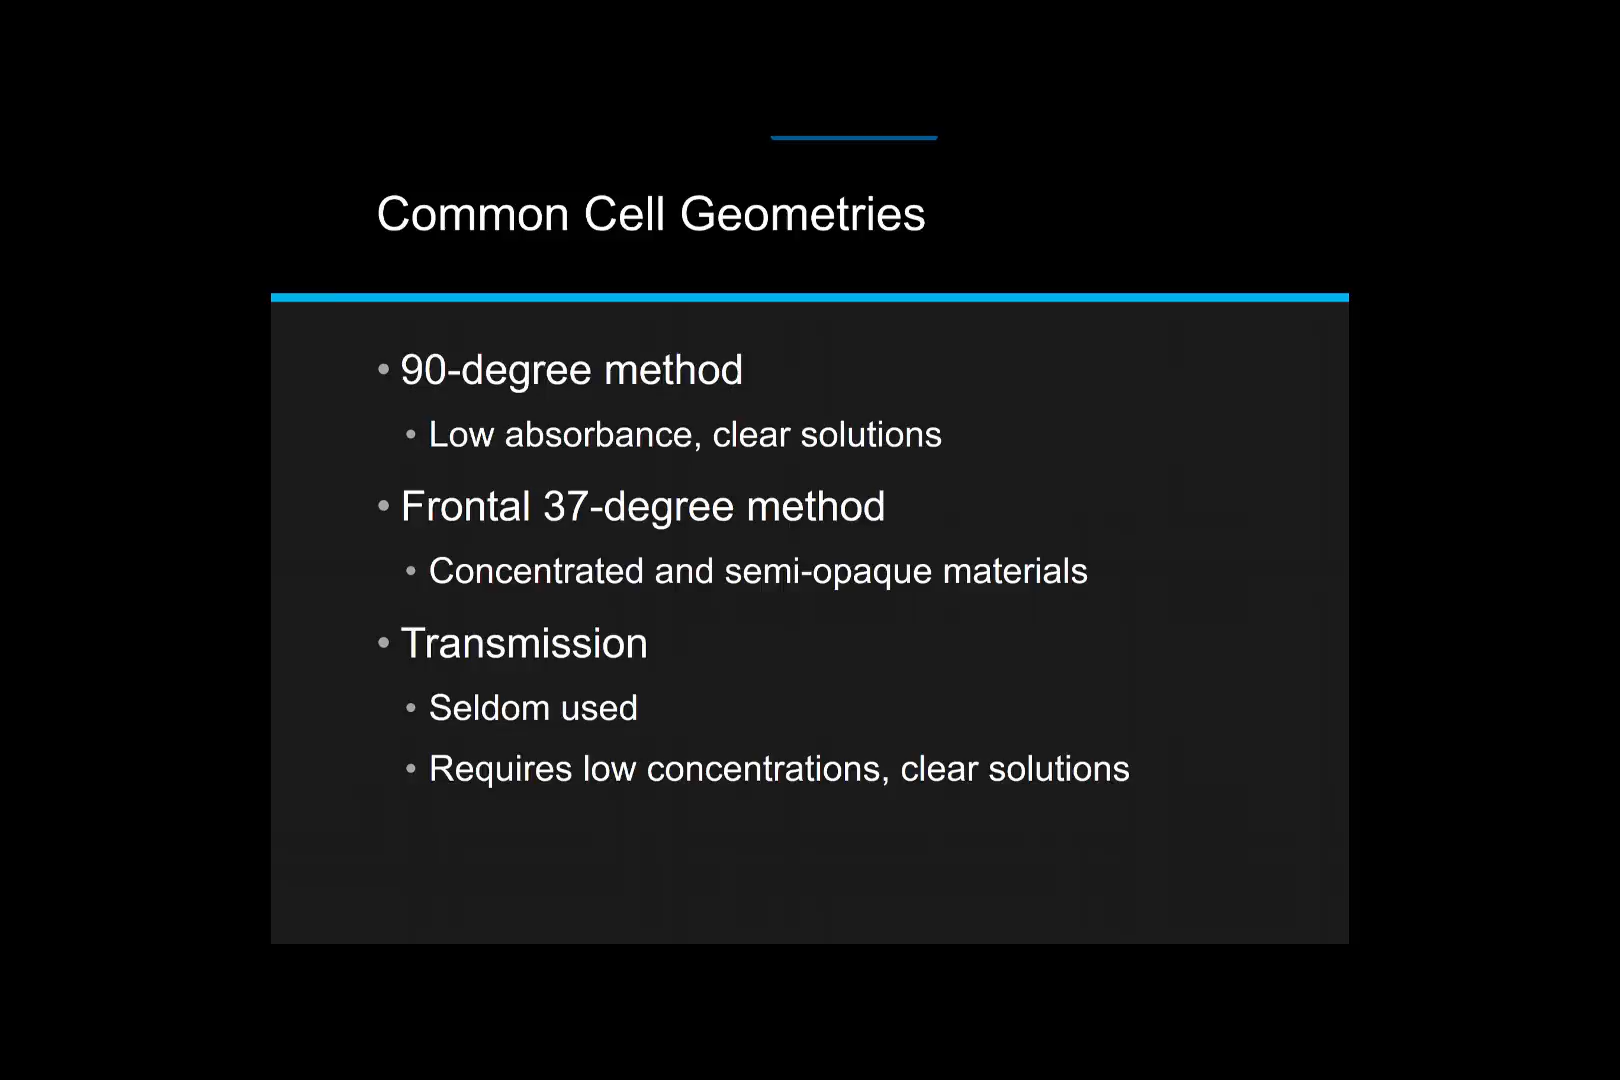 Common Cell Geometries
• 90-degree method
• Low absorbance, clear solutions
• Frontal 37-degree method
• Concentrated and semi-opaque materials
• Transmission
• Seldom used
• Requires low concentrations, clear solutions